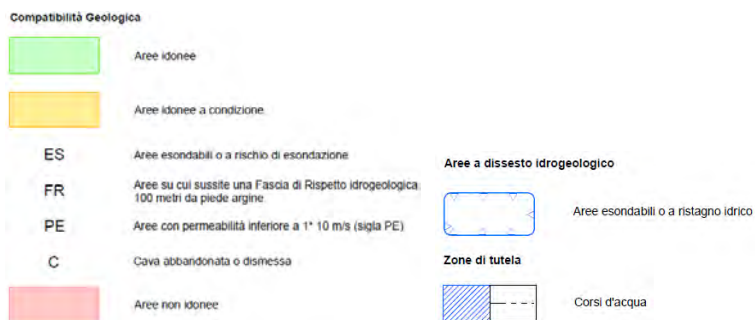 Compatibilità Geologica
Aree idonee
Aree idonee a condizione
ES
Aree esondabili o a rischio di esondazione
FR
Aree su cui sussite una Fascia di Rispetto idrogeologica
100 metri da piede argine
PE
Aree con permeabilità inferiore a 1* 10 m/s (sigla PE)
C
Cava abbandonata o dismessa
Aree non idonee
Aree a dissesto idrogeologico
Aree esondabili o a ristagno idrico
Zone di tutela
Corsi d'acqua